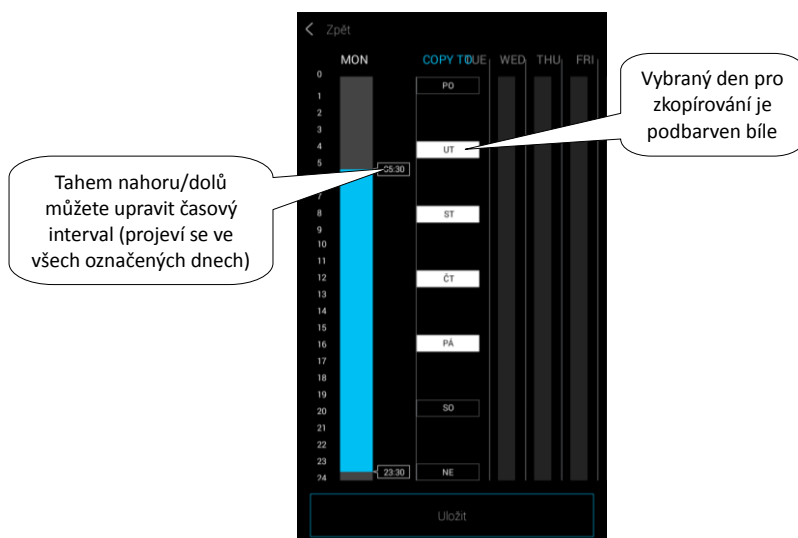 Zpět
MON COPY TO TUE WED THU FRI
0
PO
1
2
3
4
UT
5
05:30
7
8
ST
9
10
11
12
ČT
13
14
15
16
PÁ
17
18
19
20
SO
21
22
23
23:30
NE
24
Uložit
Tahem nahoru/dolů
můžete upravit časový
interval (projeví se ve
všech označených dnech)
Vybraný den pro
zkopírování je
podbarven bíle